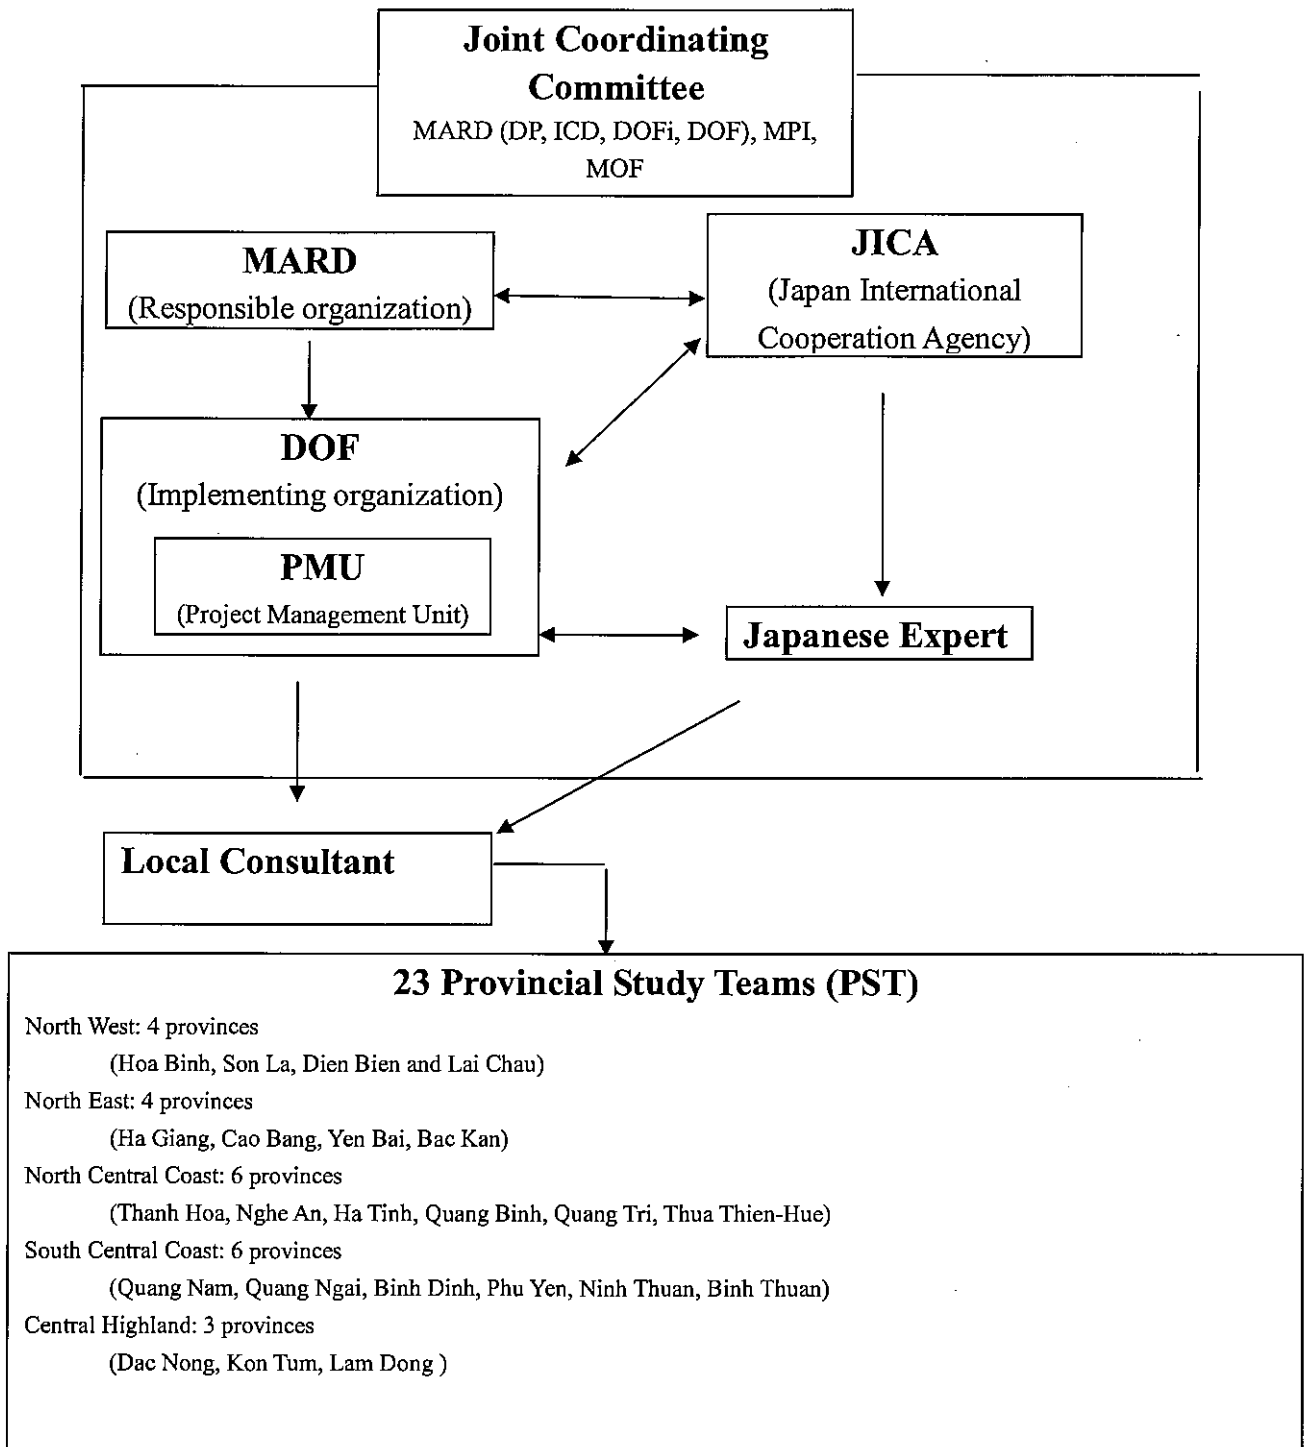 Joint Coordinating
Committee
MARD (DP, ICD, DOFi, DOF), MPI,
MOF
MARD
(Responsible organization)
JICA
(Japan International
Cooperation Agency)
DOF
(Implementing organization)
PMU
(Project Management Unit)
Japanese Expert
Local Consultant
23 Provincial Study Teams (PST)
North West: 4 provinces
(Hoa Binh, Son La, Dien Bien and Lai Chau)
North East: 4 provinces
(Ha Giang, Cao Bang, Yen Bai, Bac Kan)
North Central Coast: 6 provinces
(Thanh Hoa, Nghe An, Ha Tinh, Quang Binh, Quang Tri, Thua Thien-Hue)
South Central Coast: 6 provinces
(Quang Nam, Quang Ngai, Binh Dinh, Phu Yen, Ninh Thuan, Binh Thuan)
Central Highland: 3 provinces
(Dac Nong, Kon Tum, Lam Dong )